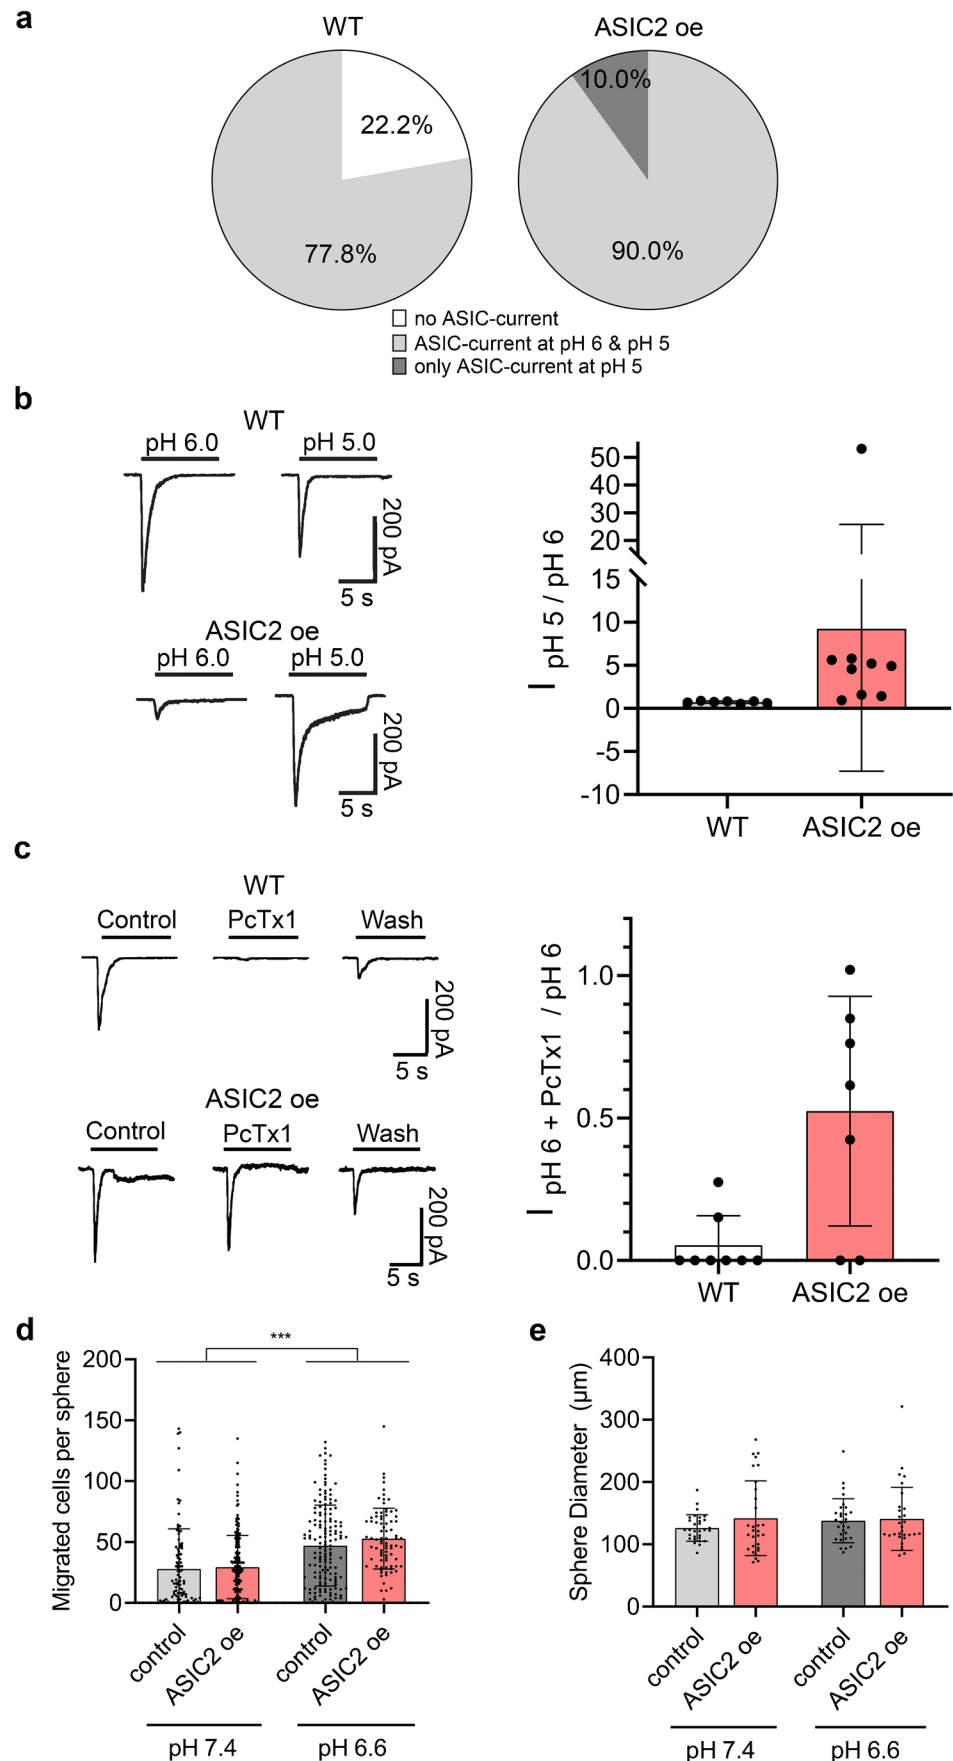 a
WT
ASIC2 oe
22.2%
77.8%
10.0%
90.0%
no ASIC-current
ASIC-current at pH 6 & pH 5
only ASIC-current at pH 5
b
WT
pH 6.0
pH 5.0
200 pA
5 s
ASIC2 oe
pH 6.0
pH 5.0
200 pA
5 s
I pH 5 / pH 6
50
40
30
20
15
10
5
0
-5
-10
WT
ASIC2 oe
c
WT
Control
PcTx1
Wash
200 pA
5 s
ASIC2 oe
Control
PcTx1
Wash
200 pA
5 s
I pH 6 + PcTx1 / pH 6
1.0
0.5
0.0
WT
ASIC2 oe
d
Migrated cells per sphere
200
150
100
50
0
***
control
ASIC2 oe
control
ASIC2 oe
pH 7.4
pH 6.6
e
Sphere Diameter (µm)
400
300
200
100
0
control
ASIC2 oe
control
ASIC2 oe
pH 7.4
pH 6.6